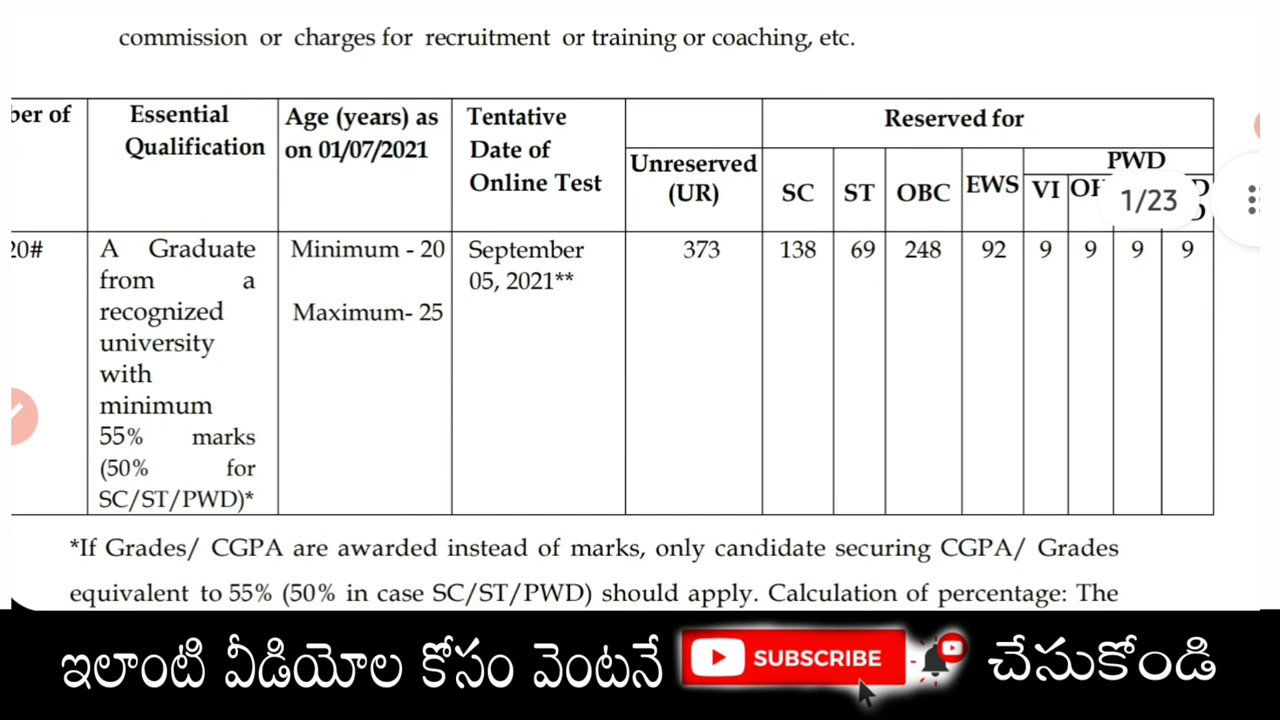 commission or charges for recruitment or training or coaching, etc.
ber of
Essential Qualification
Age (years) as on 01/07/2021
Tentative Date of Online Test
Unreserved (UR)
Reserved for
SC
ST
OBC
EWS
PWD
VI
1/23
20#
A Graduate
from a
recognized
university
with
minimum
55% marks
(50% for
SC/ST/PWD)*
Minimum - 20
Maximum- 25
September
05, 2021**
373
138
69
248
92
9
9
9
9
*If Grades/ CGPA are awarded instead of marks, only candidate securing CGPA/ Grades
equivalent to 55% (50% in case SC/ST/PWD) should apply. Calculation of percentage: The
ఇలాంటి వీడియోల కోసం వెంటనే SUBSCRIBE చేసుకోండి